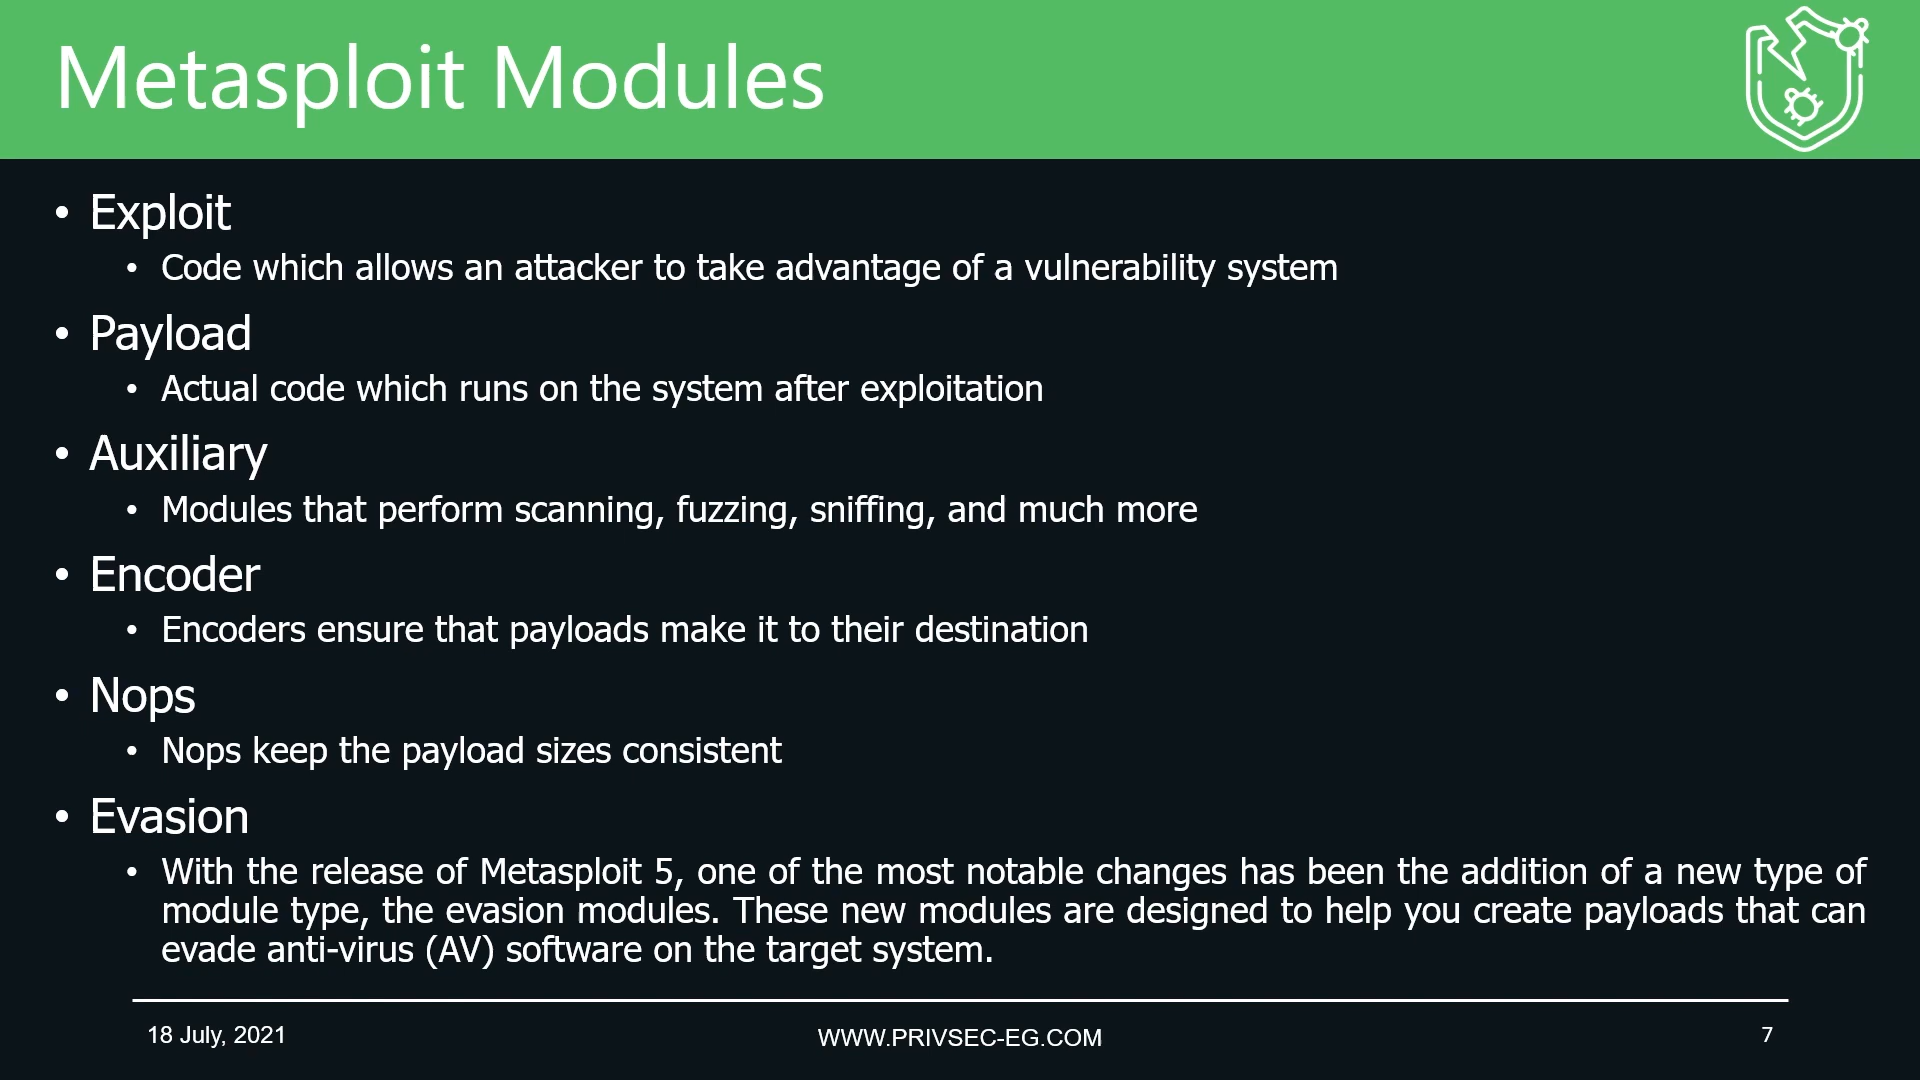 Metasploit Modules
• Exploit
• Code which allows an attacker to take advantage of a vulnerability system
• Payload
• Actual code which runs on the system after exploitation
• Auxiliary
• Modules that perform scanning, fuzzing, sniffing, and much more
• Encoder
• Encoders ensure that payloads make it to their destination
• Nops
• Nops keep the payload sizes consistent
• Evasion
• With the release of Metasploit 5, one of the most notable changes has been the addition of a new type of
module type, the evasion modules. These new modules are designed to help you create payloads that can
evade anti-virus (AV) software on the target system.
18 July, 2021
WWW.PRIVSEC-EG.COM
7